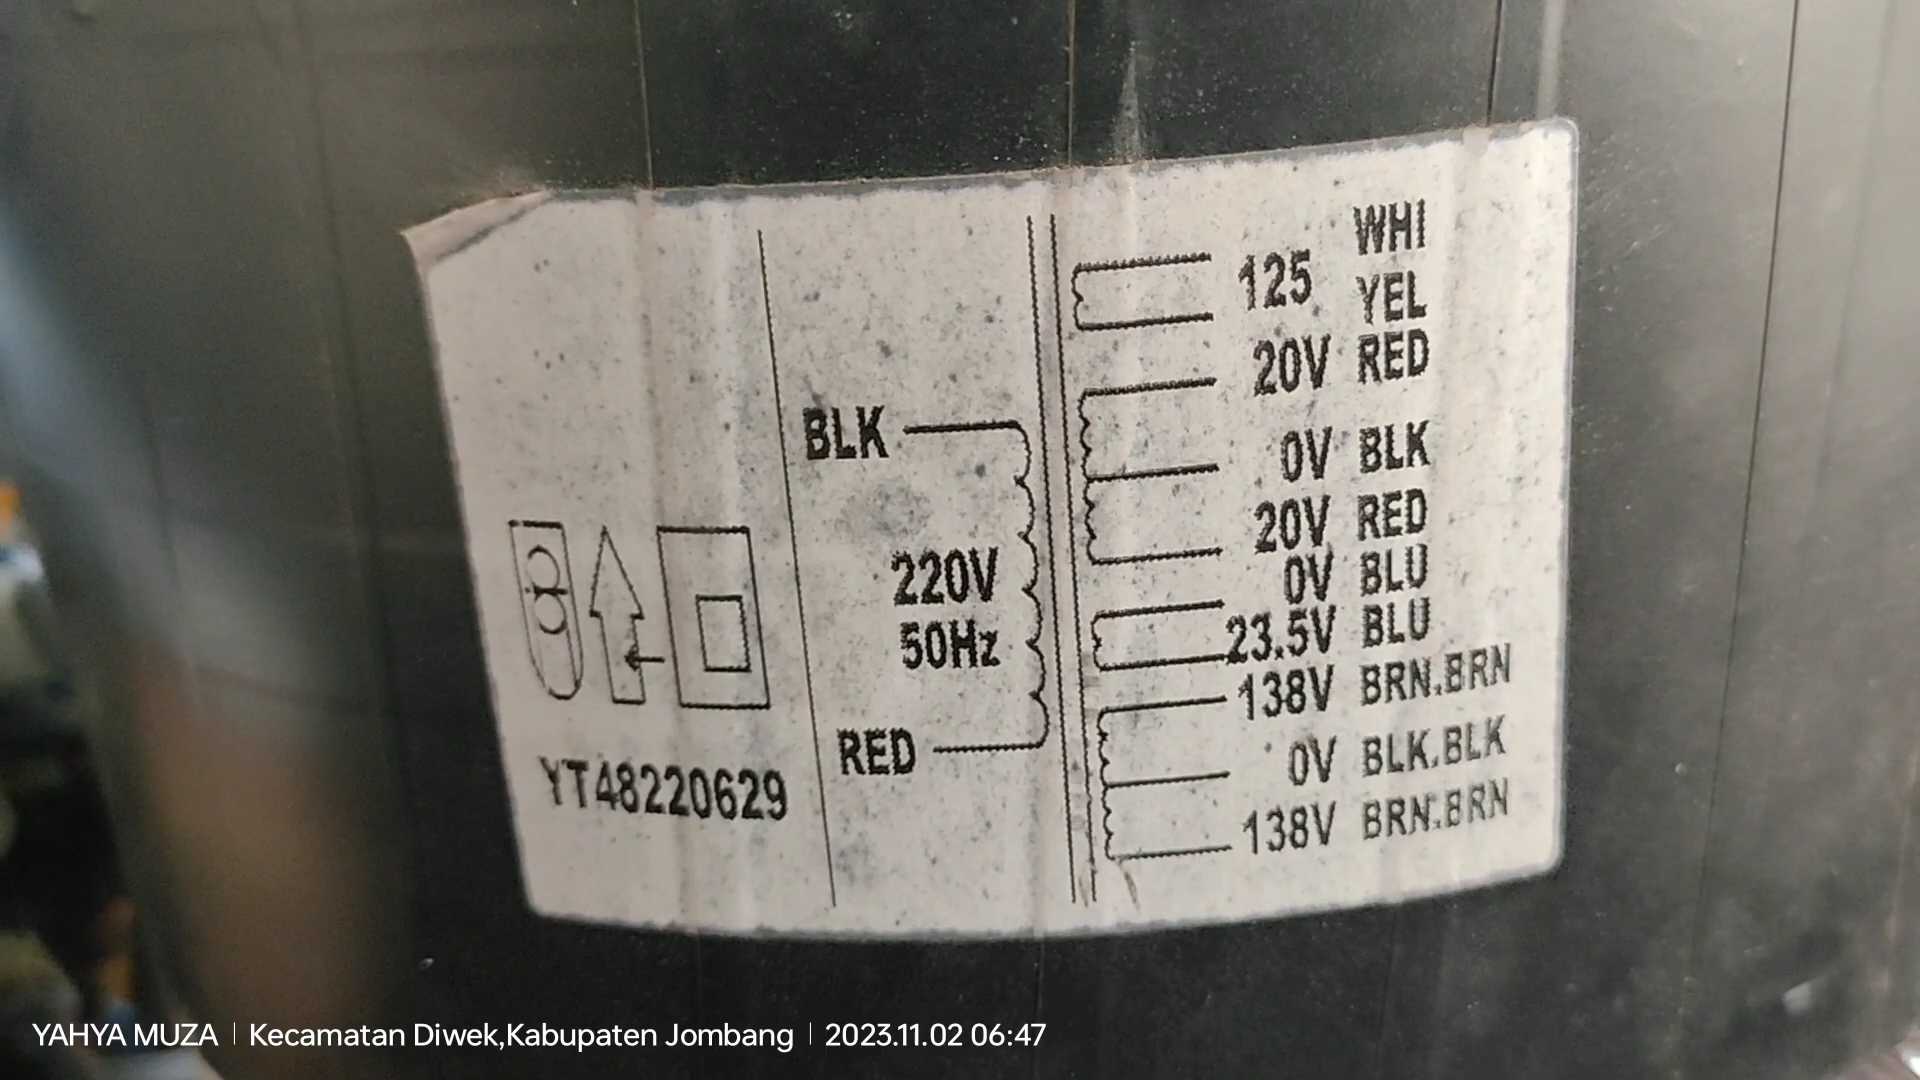 WHI
125
YEL
20V RED
BLK
0V BLK
20V RED
220V
0V BLU
50Hz
23.5V BLU
138V BRN.BRN
RED
0V BLK.BLK
YT48220629
138V BRN.BRN
YAHYA MUZA | Kecamatan Diwek,Kabupaten Jombang | 2023.11.02 06:47